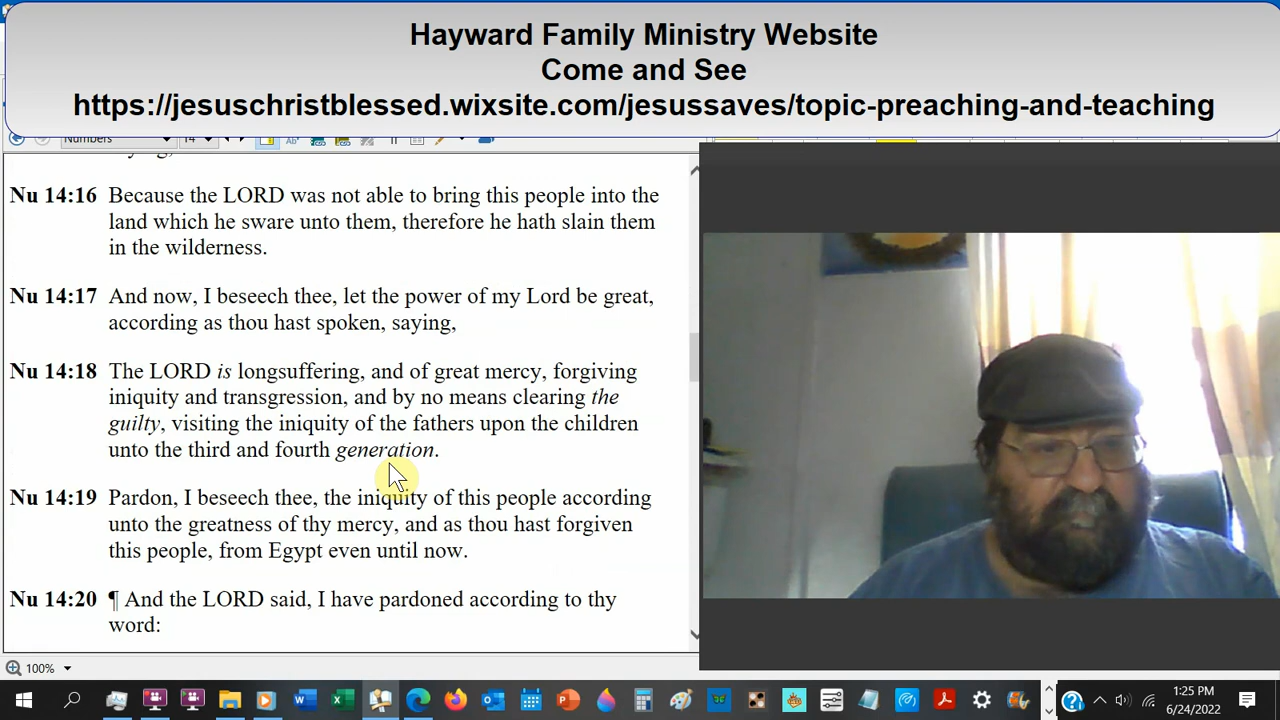 Hayward Family Ministry Website
Come and See
https://jesuschristblessed.wixsite.com/jesussaves/topic-preaching-and-teaching
Numbers 14
Nu 14:16 Because the LORD was not able to bring this people into the
land which he sware unto them, therefore he hath slain them
in the wilderness.
Nu 14:17 And now, I beseech thee, let the power of my Lord be great,
according as thou hast spoken, saying,
Nu 14:18 The LORD is longsuffering, and of great mercy, forgiving
iniquity and transgression, and by no means clearing the
guilty, visiting the iniquity of the fathers upon the children
unto the third and fourth generation.
Nu 14:19 Pardon, I beseech thee, the iniquity of this people according
unto the greatness of thy mercy, and as thou hast forgiven
this people, from Egypt even until now.
Nu 14:20 ¶ And the LORD said, I have pardoned according to thy
word:
100%
1:25 PM
6/24/2022